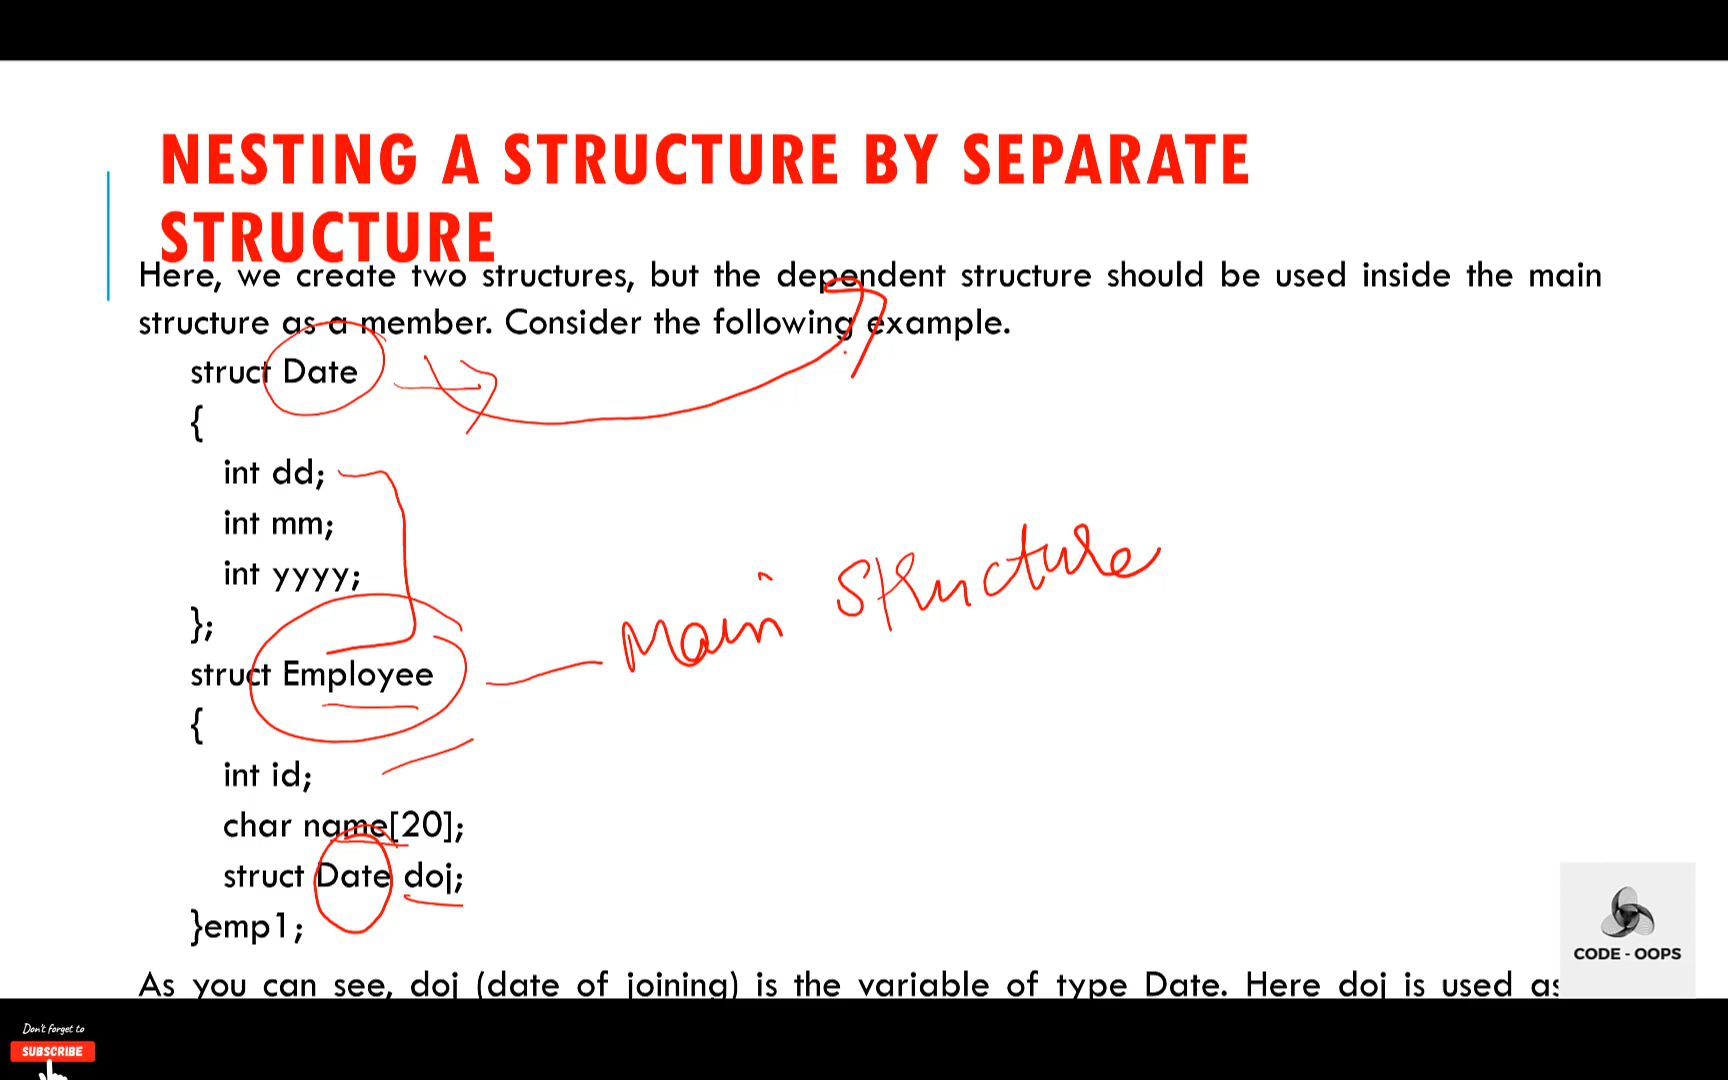 NESTING A STRUCTURE BY SEPARATE
STRUCTURE
Here, we create two structures, but the dependent structure should be used inside the main
structure as a member. Consider the following example.
struct Date
{
int dd;
int mm;
int yyyy;
};
struct Employee
{
int id;
char name[20];
struct Date doj;
}emp1;
Main Structure
As you can see, doj (date of joining) is the variable of type Date. Here doj is used as
CODE - OOPS
Don't forget to
SUBSCRIBE